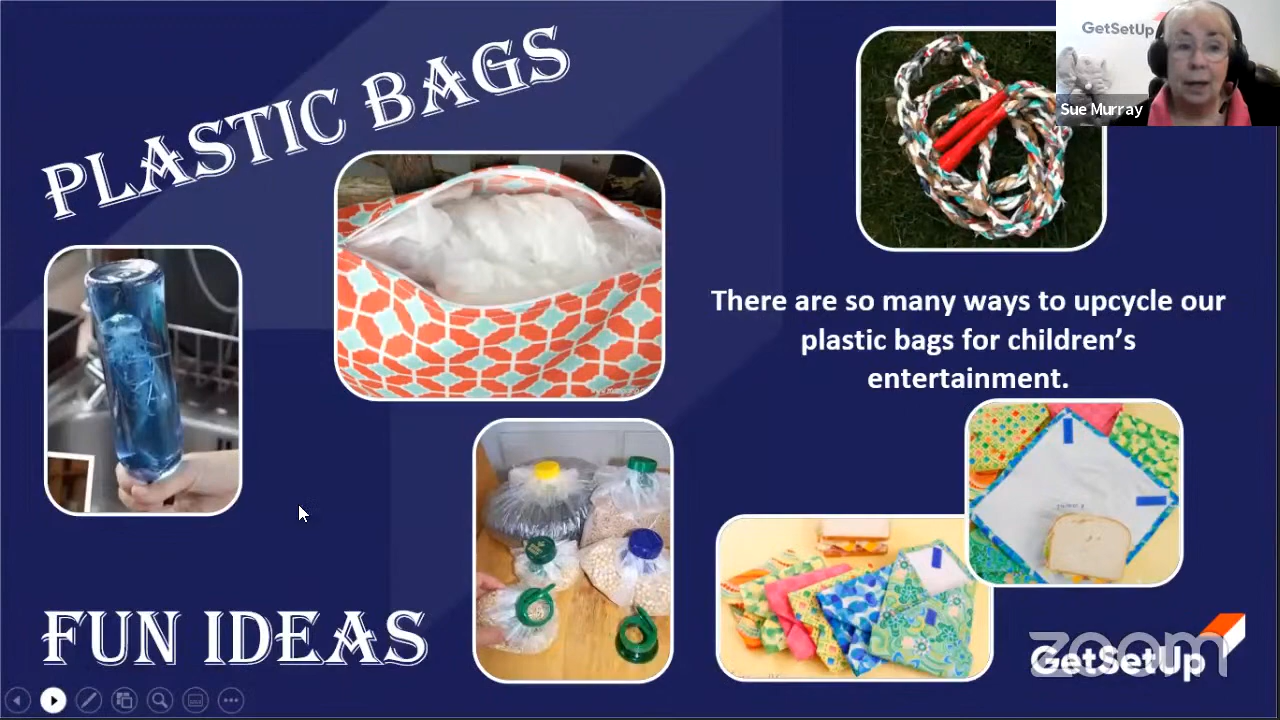 PLASTIC BAGS
GetSetUp
Sue Murray
There are so many ways to upcycle our
plastic bags for children's
entertainment.
FUN IDEAS
zoom
GetSetUp